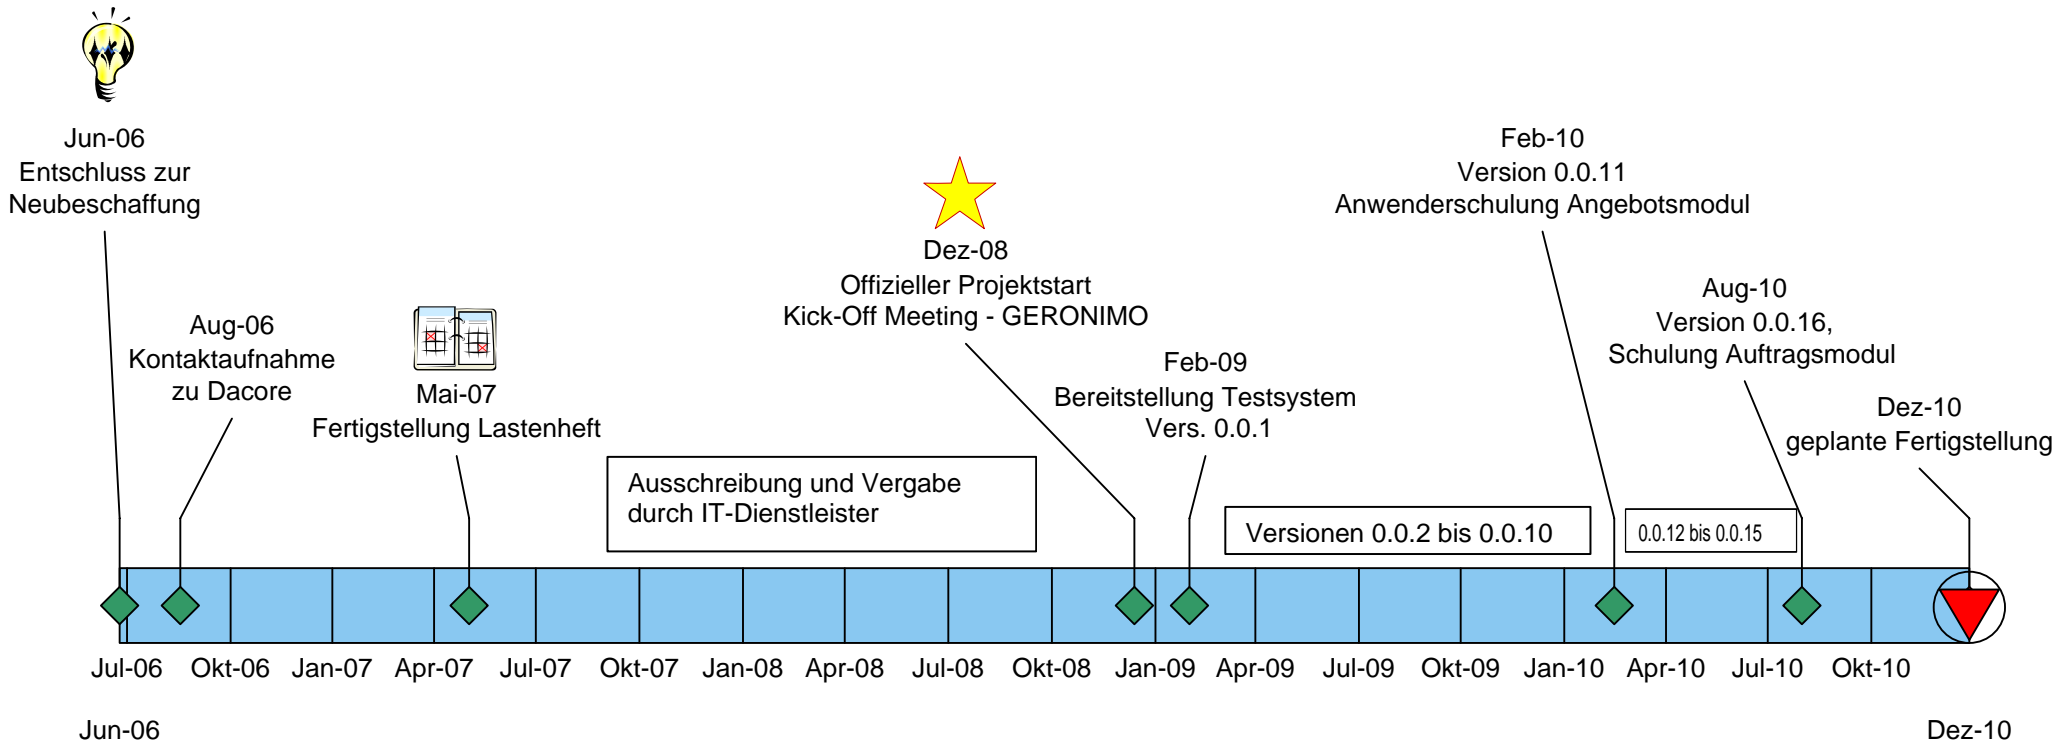 Jun-06
Entschluss zur
Neubeschaffung
Aug-06
Kontaktaufnahme
zu Dacore
Mai-07
Fertigstellung Lastenheft
Ausschreibung und Vergabe
durch IT-Dienstleister
Dez-08
Offizieller Projektstart
Kick-Off Meeting - GERONIMO
Feb-09
Bereitstellung Testsystem
Vers. 0.0.1
Versionen 0.0.2 bis 0.0.10
Feb-10
Version 0.0.11
Anwenderschulung Angebotsmodul
0.0.12 bis 0.0.15
Aug-10
Version 0.0.16,
Schulung Auftragsmodul
Dez-10
geplante Fertigstellung
Jul-06 Okt-06 Jan-07 Apr-07 Jul-07 Okt-07 Jan-08 Apr-08 Jul-08 Okt-08 Jan-09 Apr-09 Jul-09 Okt-09 Jan-10 Apr-10 Jul-10 Okt-10
Jun-06 Dez-10